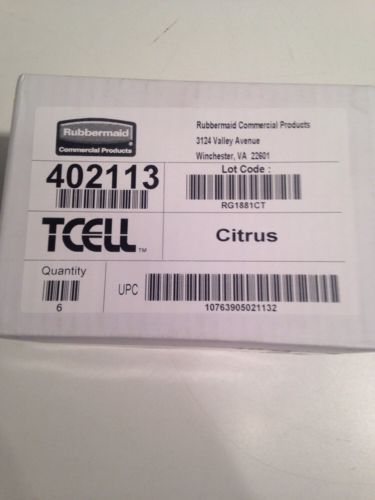 Rubbermaid
Commercial Products
Rubbermaid Commercial Products
3124 Valley Avenue
Winchester, VA 22601
402113
Lot Code :
RG1881CT
TCELL™
Citrus
Quantity
6
UPC
10763905021132